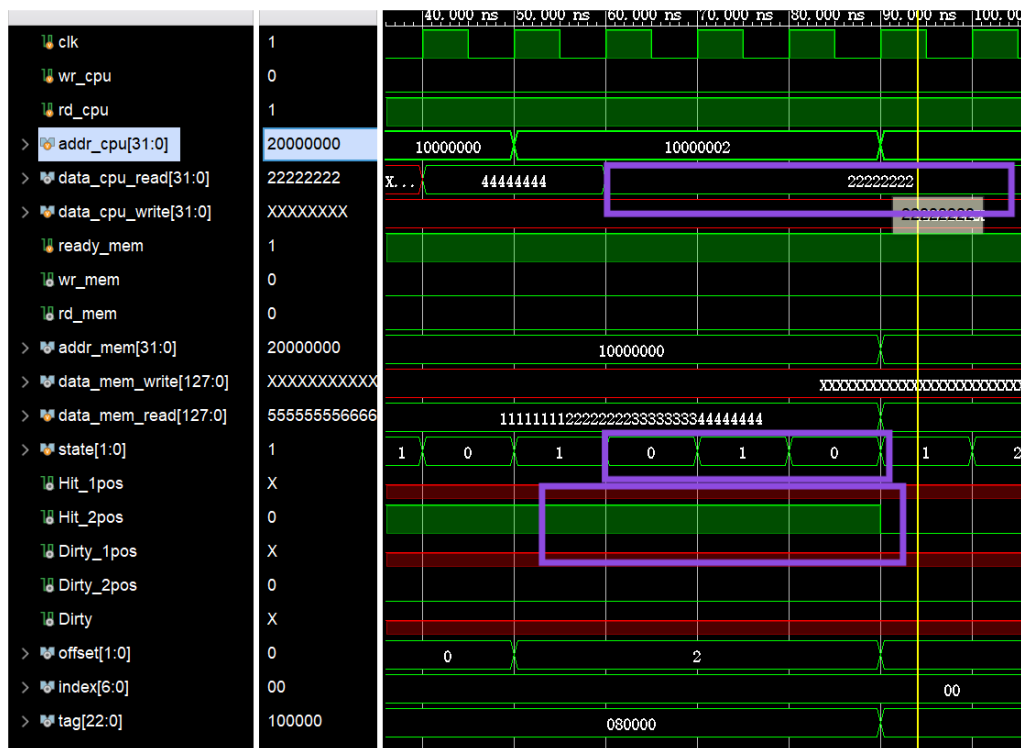 40.000 ns 50.000 ns 60.000 ns 70.000 ns 80.000 ns 90.000 ns 100.00
clk 1
wr_cpu 0
rd_cpu 1
addr_cpu[31:0] 20000000 10000000 10000002
data_cpu_read[31:0] 22222222 X... 44444444 22222222
data_cpu_write[31:0] XXXXXXXX
ready_mem 1
wr_mem 0
rd_mem 0
addr_mem[31:0] 20000000 10000000
data_mem_write[127:0] XXXXXXXXXXX XXXXXXXXXXXXXXXXXXXXXXX
data_mem_read[127:0] 55555555566666 11111111222222223333333344444444
state[1:0] 1 1 0 1 0 1 0 1 2
Hit_1pos X
Hit_2pos 0
Dirty_1pos X
Dirty_2pos 0
Dirty X
offset[1:0] 0 0 2
index[6:0] 00 00
tag[22:0] 100000 080000